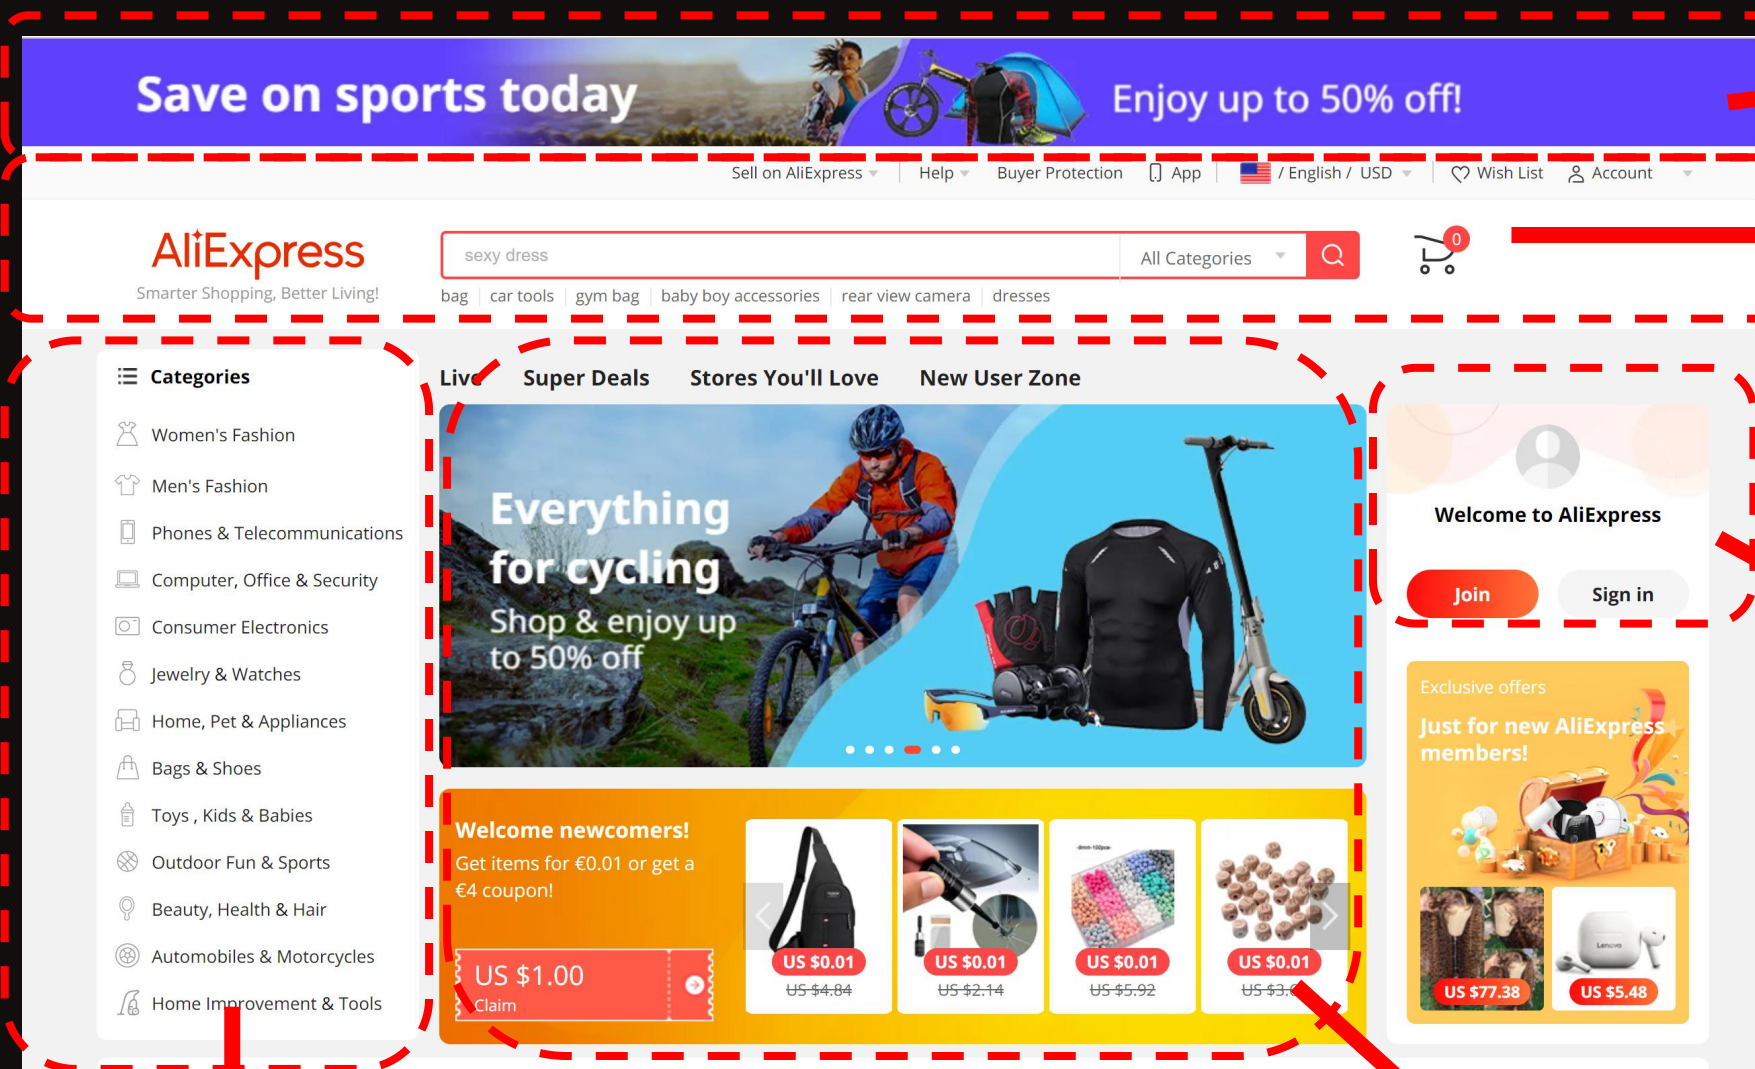 Save on sports today
Enjoy up to 50% off!
Sell on AliExpress
Help
Buyer Protection
App
/ English / USD
Wish List
Account
AliExpress
Smarter Shopping, Better Living!
sexy dress
All Categories
0
bag
car tools
gym bag
baby boy accessories
rear view camera
dresses
Categories
Women's Fashion
Men's Fashion
Phones & Telecommunications
Computer, Office & Security
Consumer Electronics
Jewelry & Watches
Home, Pet & Appliances
Bags & Shoes
Toys , Kids & Babies
Outdoor Fun & Sports
Beauty, Health & Hair
Automobiles & Motorcycles
Home Improvement & Tools
Live
Super Deals
Stores You'll Love
New User Zone
Everything
for cycling
Shop & enjoy up
to 50% off
Welcome newcomers!
Get items for €0.01 or get a
€4 coupon!
US $1.00
Claim
US $0.01
US $4.84
US $0.01
US $2.14
-8mm-100pcs-
US $0.01
US $5.92
US $0.01
Welcome to AliExpress
Join
Sign in
Exclusive offers
Just for new AliExpress
members!
Lenovo
US $77.38
US $5.48